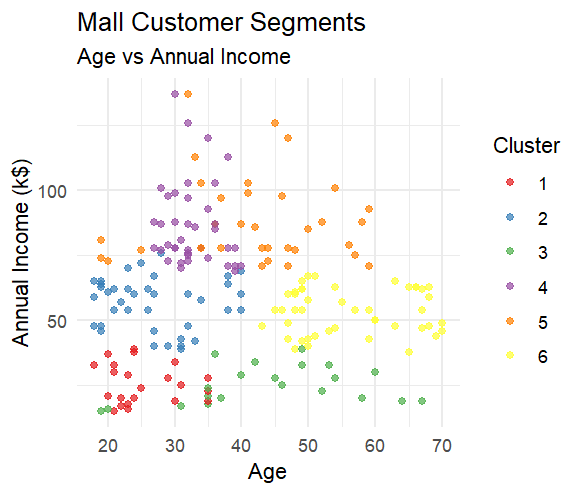 Mall Customer Segments
Age vs Annual Income
Annual Income (k$)
100
50
20
30
40
50
60
70
Age
Cluster
1
2
3
4
5
6